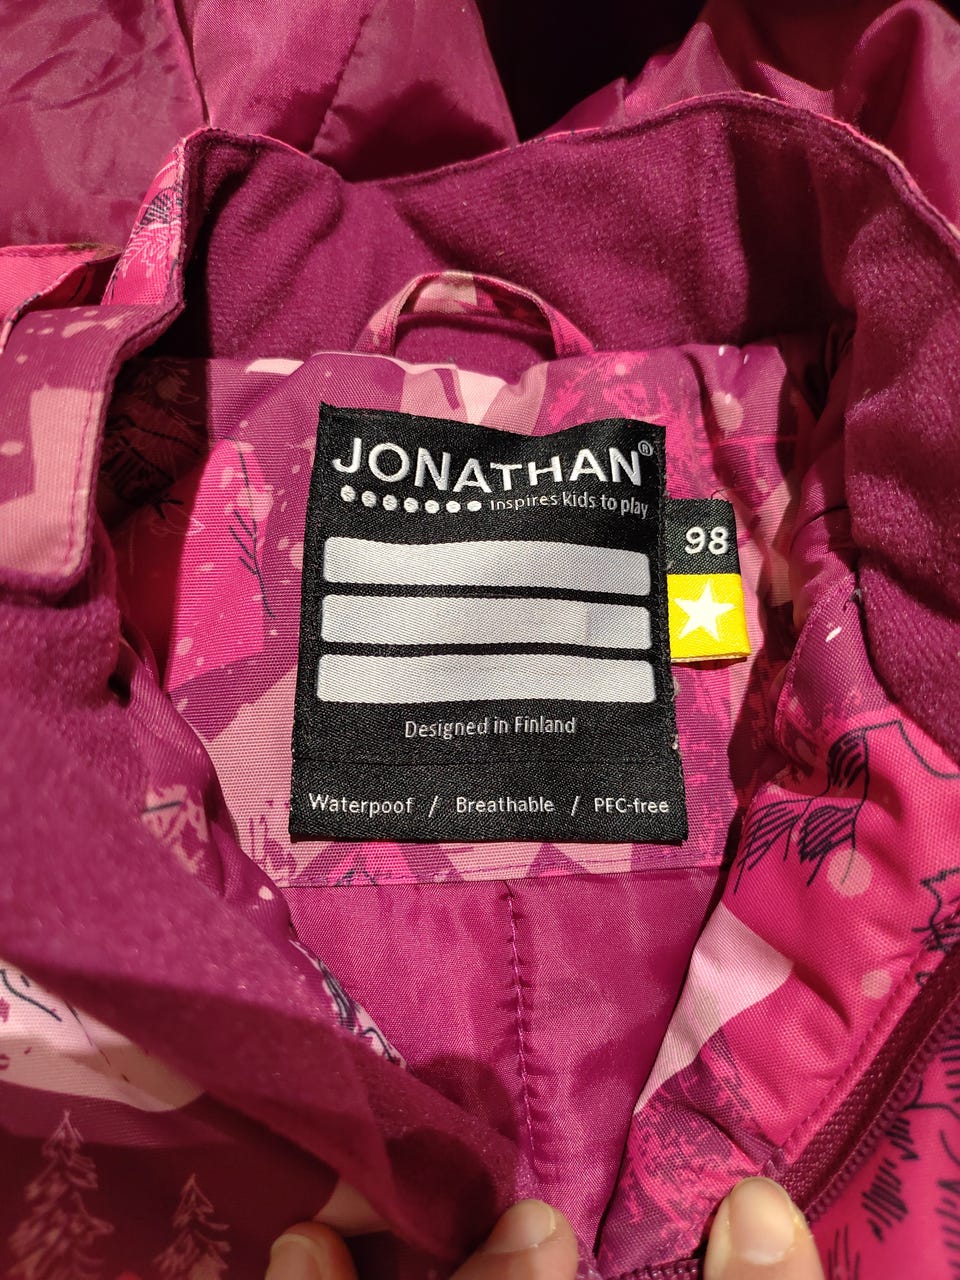 JONATHAN®
Inspires Kids to play
98
Designed in Finland
Waterpoof / Breathable / PFC-free